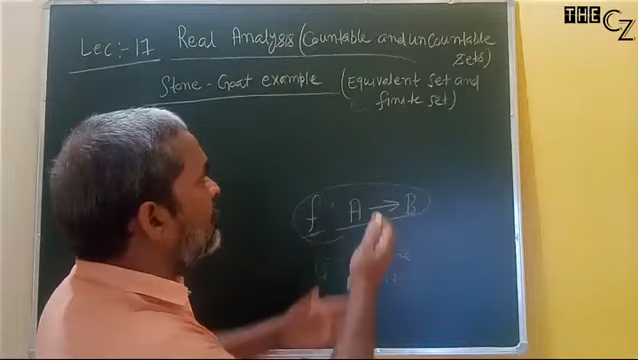 THE CZ
Lec:-17 Real Analysis (Countable and uncountable
sets)
Stone-Goat example (Equivalent set and
finite set)
f : A → B